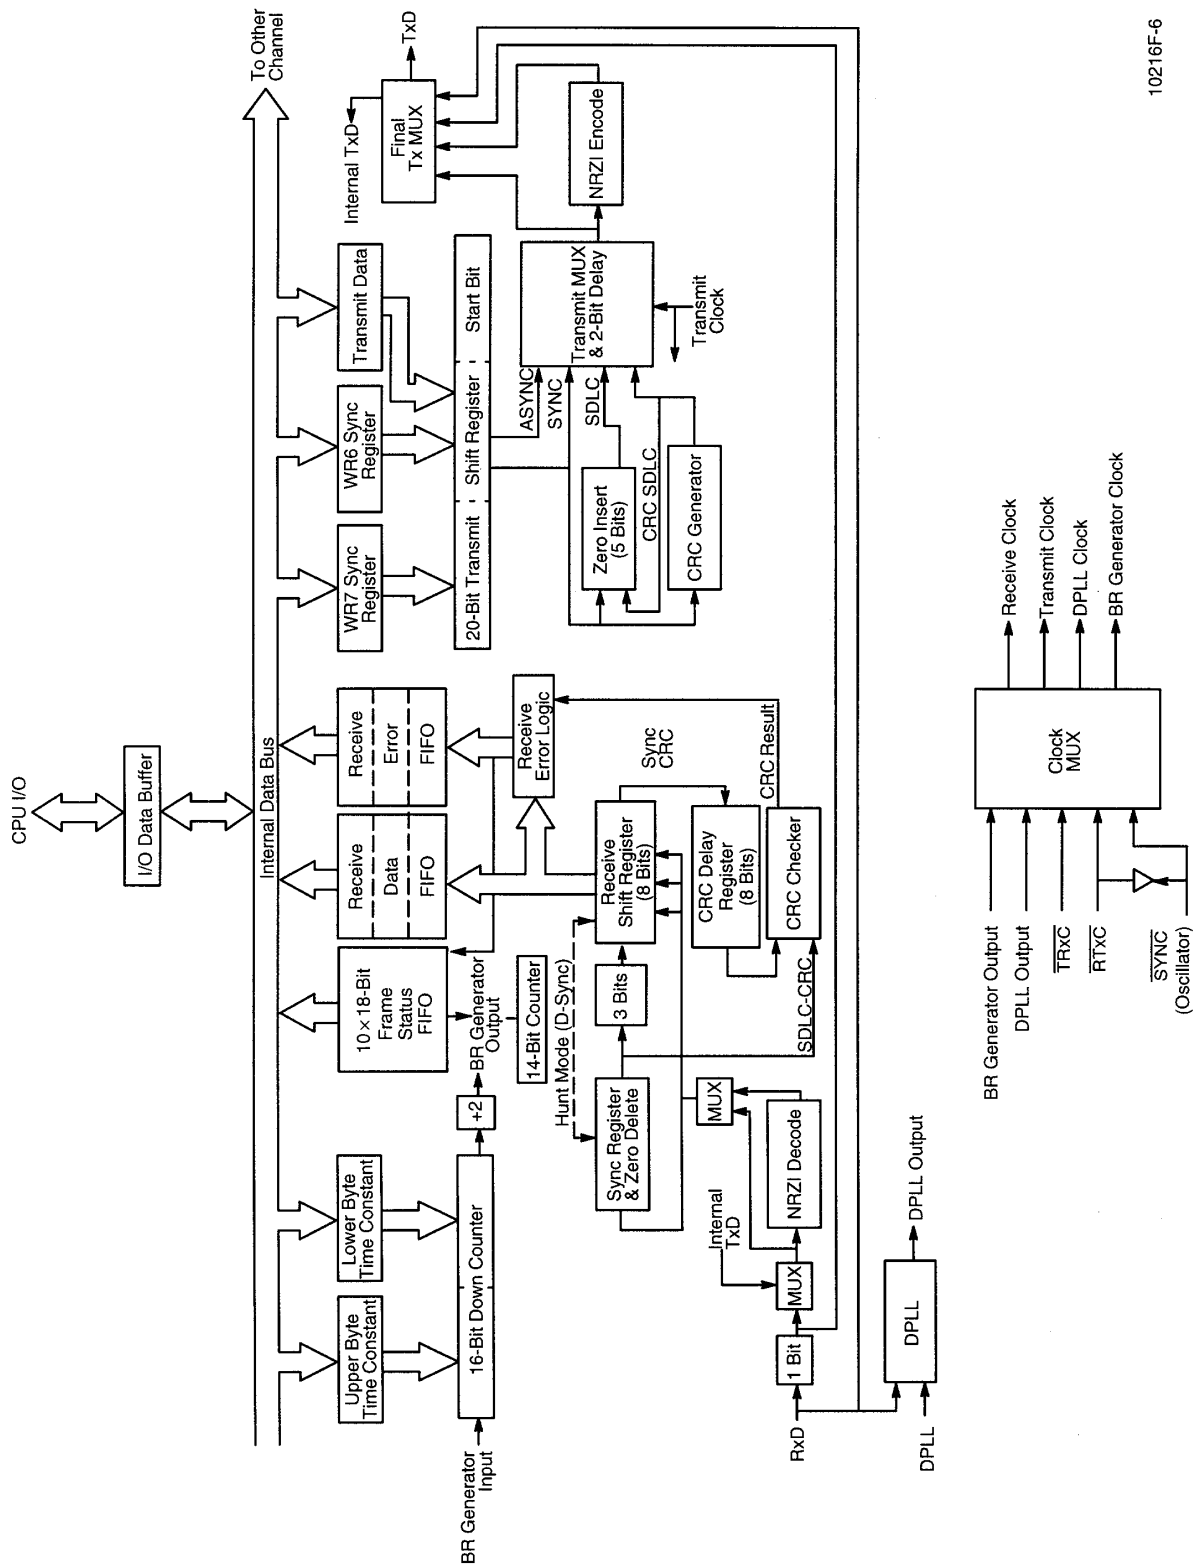 CPU I/O
I/O Data Buffer
Internal Data Bus
To Other
Channel
Upper Byte
Time Constant
Lower Byte
Time Constant
10 × 18-Bit
Frame
Status
FIFO
Receive
Data
FIFO
Receive
Error
FIFO
WR7 Sync
Register
WR6 Sync
Register
Transmit Data
Internal TxD
Final
Tx MUX
TxD
BR Generator
Input
16-Bit Down Counter
÷2
BR Generator
Output
14-Bit Counter
Receive
Error Logic
20-Bit Transmit
Shift Register
Start Bit
Hunt Mode (D-Sync)
ASYNC
SYNC
SDLC
Transmit MUX
& 2-Bit Delay
NRZI Encode
Sync Register
& Zero Delete
3 Bits
Receive
Shift Register
(8 Bits)
Sync
CRC
Zero Insert
(5 Bits)
CRC SDLC
CRC Generator
Transmit
Clock
Internal
TxD
MUX
CRC Delay
Register
(8 Bits)
CRC Result
RxD
1 Bit
MUX
NRZI Decode
SDLC-CRC
CRC Checker
DPLL
DPLL
DPLL Output
BR Generator Output
DPLL Output
TRxC
RTxC
SYNC
(Oscillator)
Clock
MUX
Receive Clock
Transmit Clock
DPLL Clock
BR Generator Clock
10216F-6